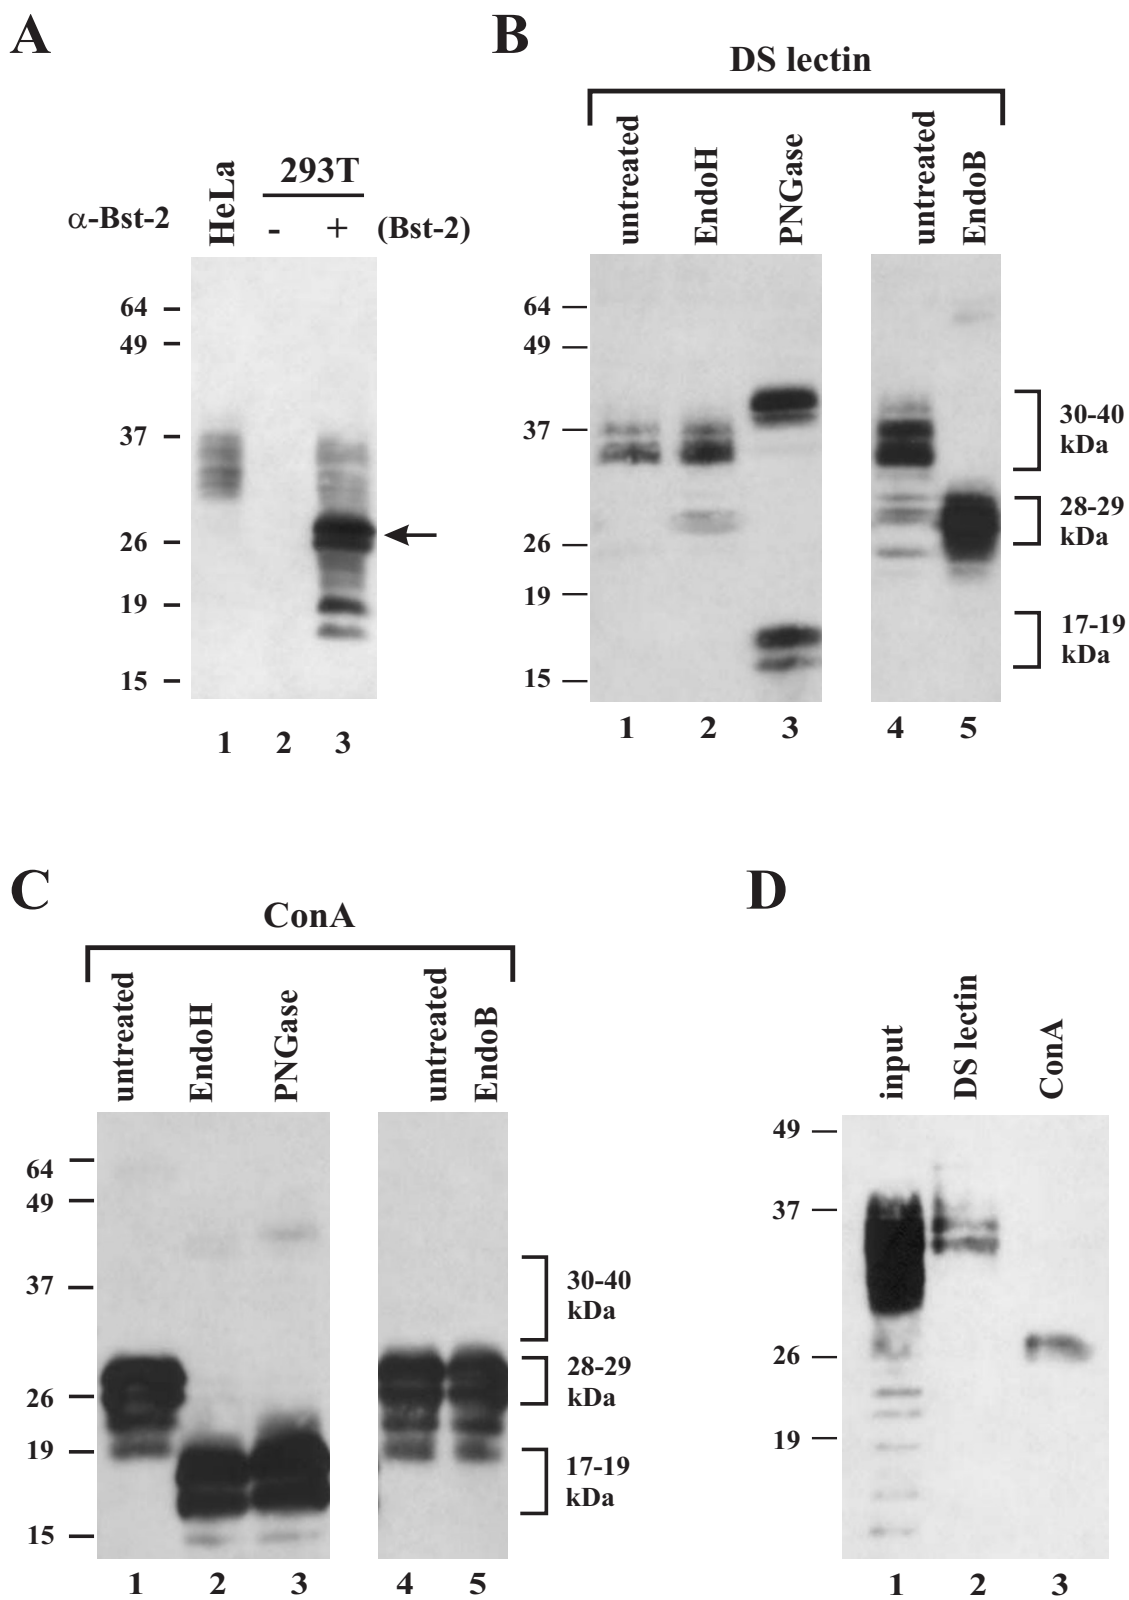 A
α-Bst-2
HeLa
293T
- + (Bst-2)
64
49
37
26
19
15
1 2 3
B
DS lectin
untreated
EndoH
PNGase
untreated
EndoB
64
49
37
26
19
15
30-40
kDa
28-29
kDa
17-19
kDa
1 2 3 4 5
C
ConA
untreated
EndoH
PNGase
untreated
EndoB
64
49
37
26
19
15
30-40
kDa
28-29
kDa
17-19
kDa
1 2 3 4 5
D
input
DS lectin
ConA
49
37
26
19
1 2 3